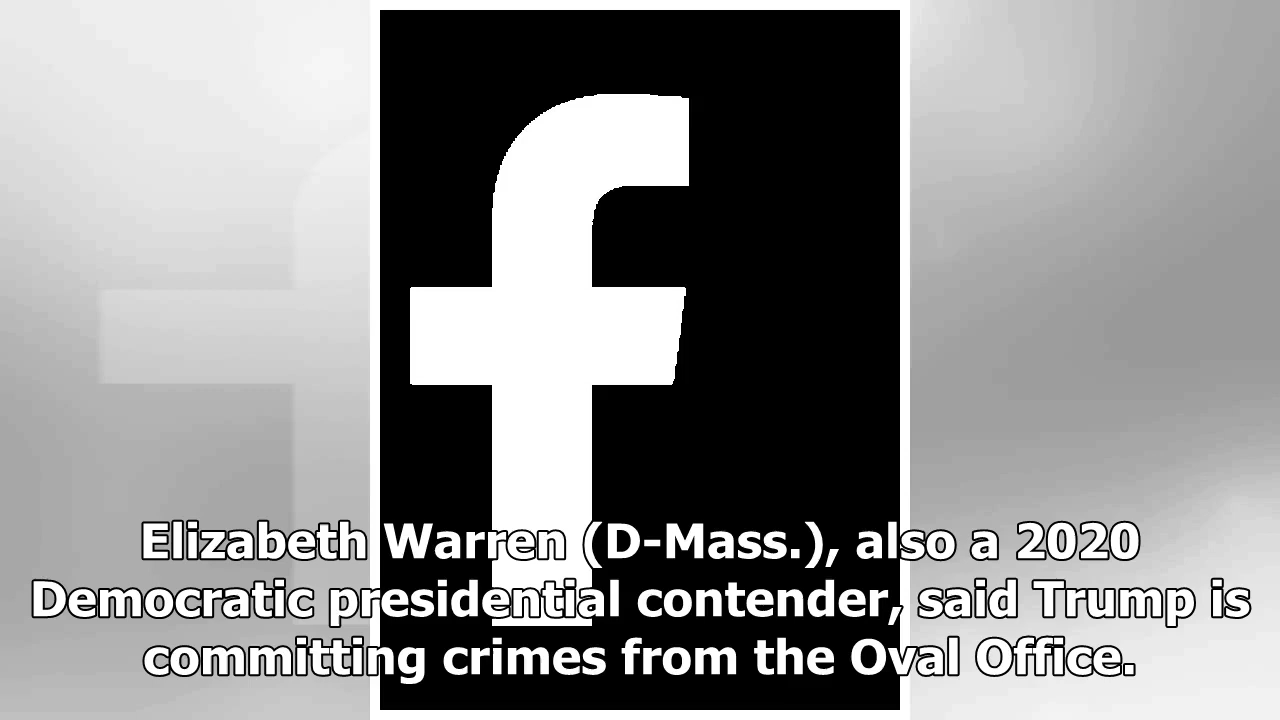 f
Elizabeth Warren (D-Mass.), also a 2020
Democratic presidential contender, said Trump is
committing crimes from the Oval Office.